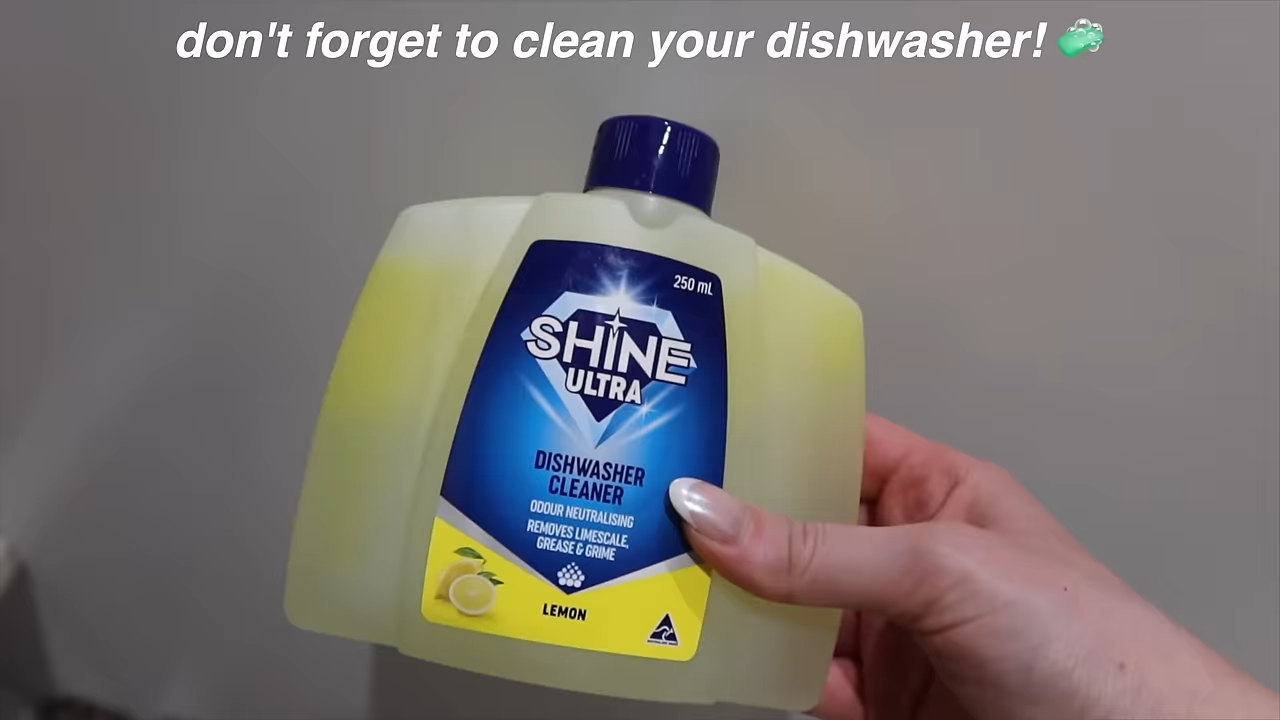 don't forget to clean your dishwasher! 🧼
250 mL
SHINE
ULTRA
DISHWASHER
CLEANER
ODOUR NEUTRALISING
REMOVES LIMESCALE,
GREASE & GRIME
LEMON